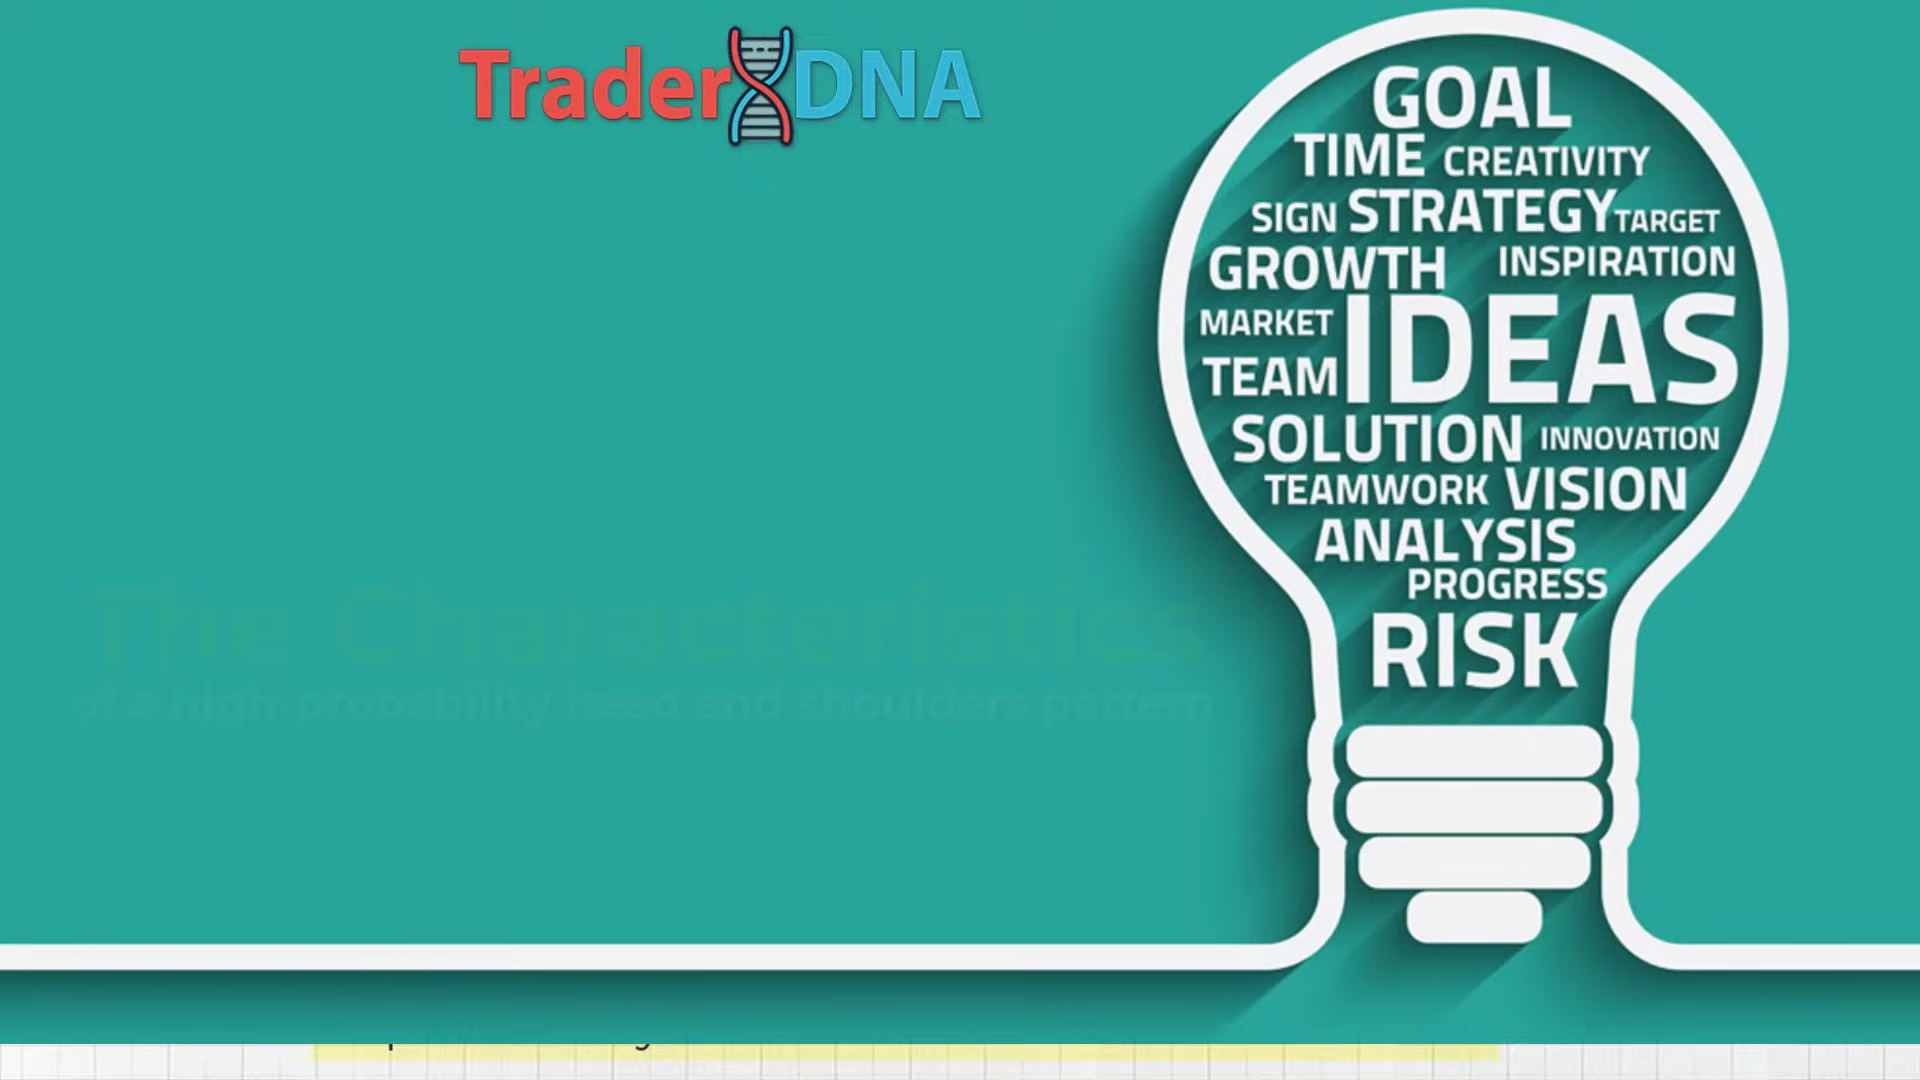 TraderDNA
GOAL
TIME CREATIVITY
SIGN STRATEGY TARGET
GROWTH INSPIRATION
MARKET IDEAS
TEAM
SOLUTION INNOVATION
TEAMWORK VISION
ANALYSIS
PROGRESS
RISK
The Characteristics
of a high probability head and shoulders pattern